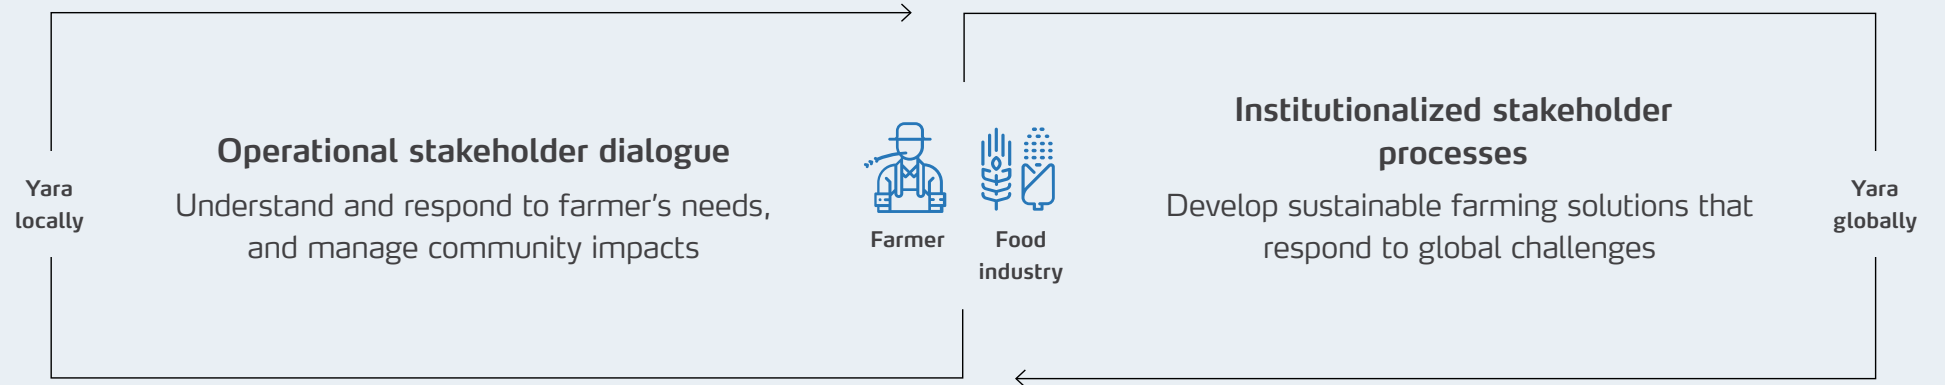 Yara
locally
Operational stakeholder dialogue
Understand and respond to farmer's needs,
and manage community impacts
Farmer
Food
industry
Institutionalized stakeholder
processes
Develop sustainable farming solutions that
respond to global challenges
Yara
globally